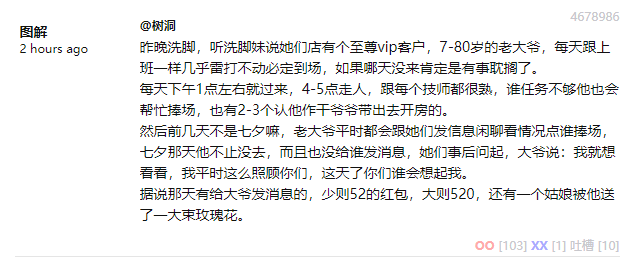 4678986
图解
2 hours ago
@树洞
昨晚洗脚，听洗脚妹说她们店有个至尊vip客户，7-80岁的老大爷，每天跟上
班一样几乎雷打不动必定到场，如果哪天没来肯定是有事耽搁了。
每天下午1点左右就过来，4-5点走人，跟每个技师都很熟，谁任务不够他也会
帮忙捧场，也有2-3个认他作干爷爷带出去开房的。
然后前几天不是七夕嘛，老大爷平时都会跟她们发信息闲聊看情况点谁捧场，
七夕那天他不止没去，而且也没给谁发消息，她们事后问起，大爷说：我就想
看看，我平时这么照顾你们，这天了你们谁会想起我。
据说那天有给大爷发消息的，少则52的红包，大则520，还有一个姑娘被他送
了一大束玫瑰花。
OO [103] XX [1] 吐槽 [10]